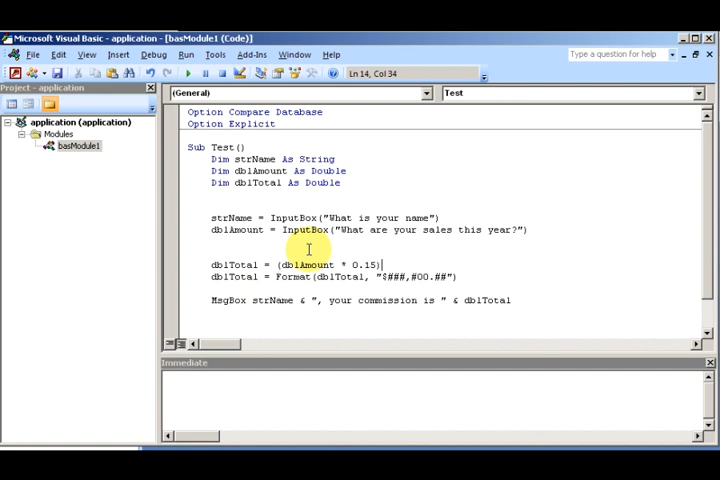 Microsoft Visual Basic - application - [basModule1 (Code)]
File Edit View Insert Debug Run Tools Add-Ins Window Help
Type a question for help
Ln 14, Col 34
Project - application
(General)
Test
application (application)
Modules
basModule1
Option Compare Database
Option Explicit
Sub Test()
Dim strName As String
Dim dblAmount As Double
Dim dblTotal As Double
strName = InputBox("What is your name")
dblAmount = InputBox("What are your sales this year?")
dblTotal = (dblAmount * 0.15)
dblTotal = Format(dblTotal, "$###,#00.##")
MsgBox strName & ", your commission is " & dblTotal
Immediate